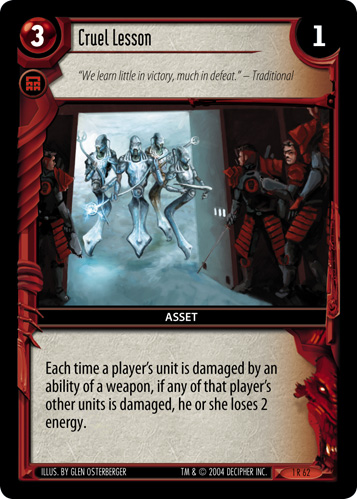 3 Cruel Lesson 1
“We learn little in victory, much in defeat.” – Traditional
ASSET
Each time a player’s unit is damaged by an
ability of a weapon, if any of that player’s
other units is damaged, he or she loses 2
energy.
ILLUS. BY GLEN OSTERBERGER TM & © 2004 DECIPHER INC. 1 R 62